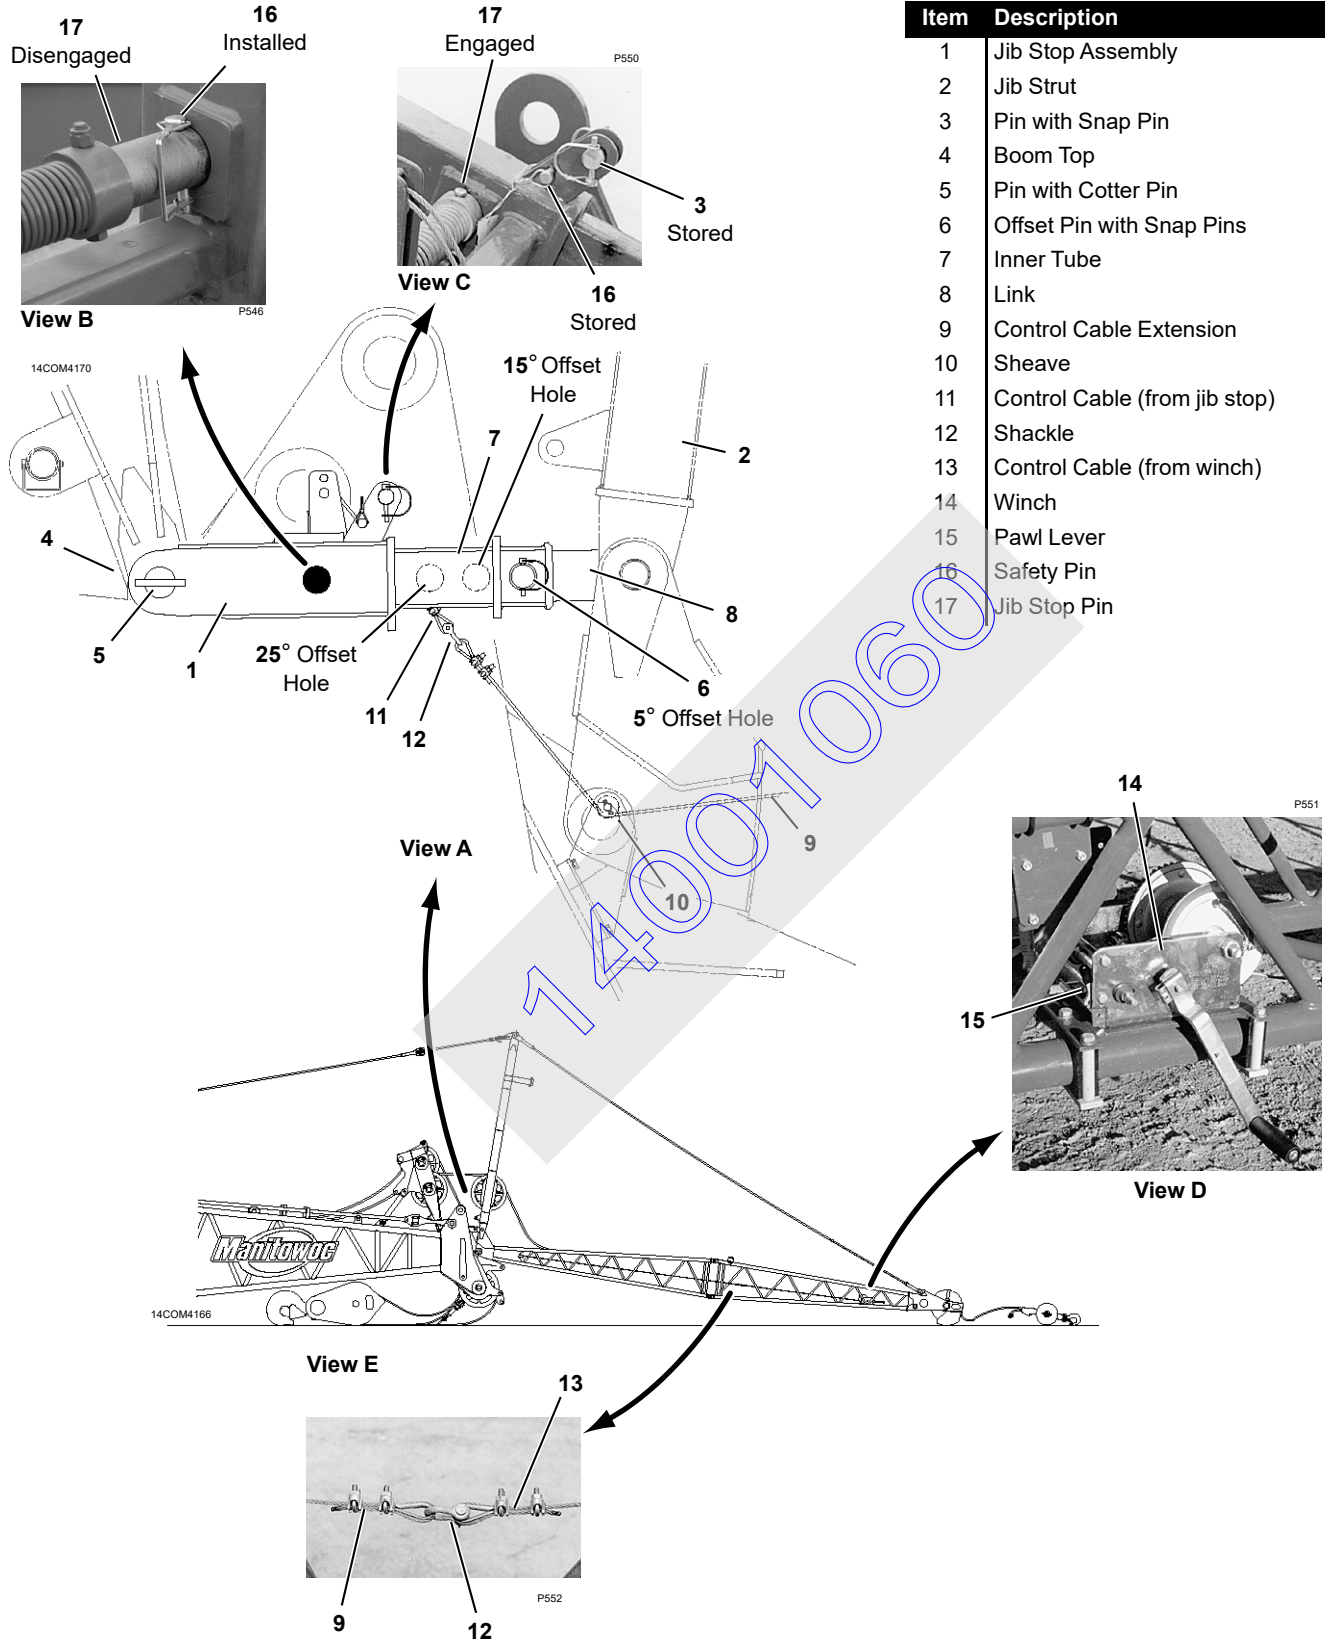 17
Disengaged
16
Installed
P546
View B
17
Engaged
P550
3
Stored
16
Stored
View C
Item Description
1 Jib Stop Assembly
2 Jib Strut
3 Pin with Snap Pin
4 Boom Top
5 Pin with Cotter Pin
6 Offset Pin with Snap Pins
7 Inner Tube
8 Link
9 Control Cable Extension
10 Sheave
11 Control Cable (from jib stop)
12 Shackle
13 Control Cable (from winch)
14 Winch
15 Pawl Lever
16 Safety Pin
17 Jib Stop Pin
14COM4170
15° Offset
Hole
7
2
4
5
1
25° Offset
Hole
11
12
8
6
5° Offset Hole
9
10
View A
14001060
14
P551
15
View D
Manitowoc
14COM4166
View E
13
P552
9
12